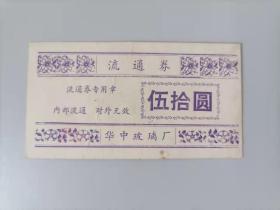 流通券
流通券专用章
内部流通 对外无效
伍拾圆
华中玻璃厂